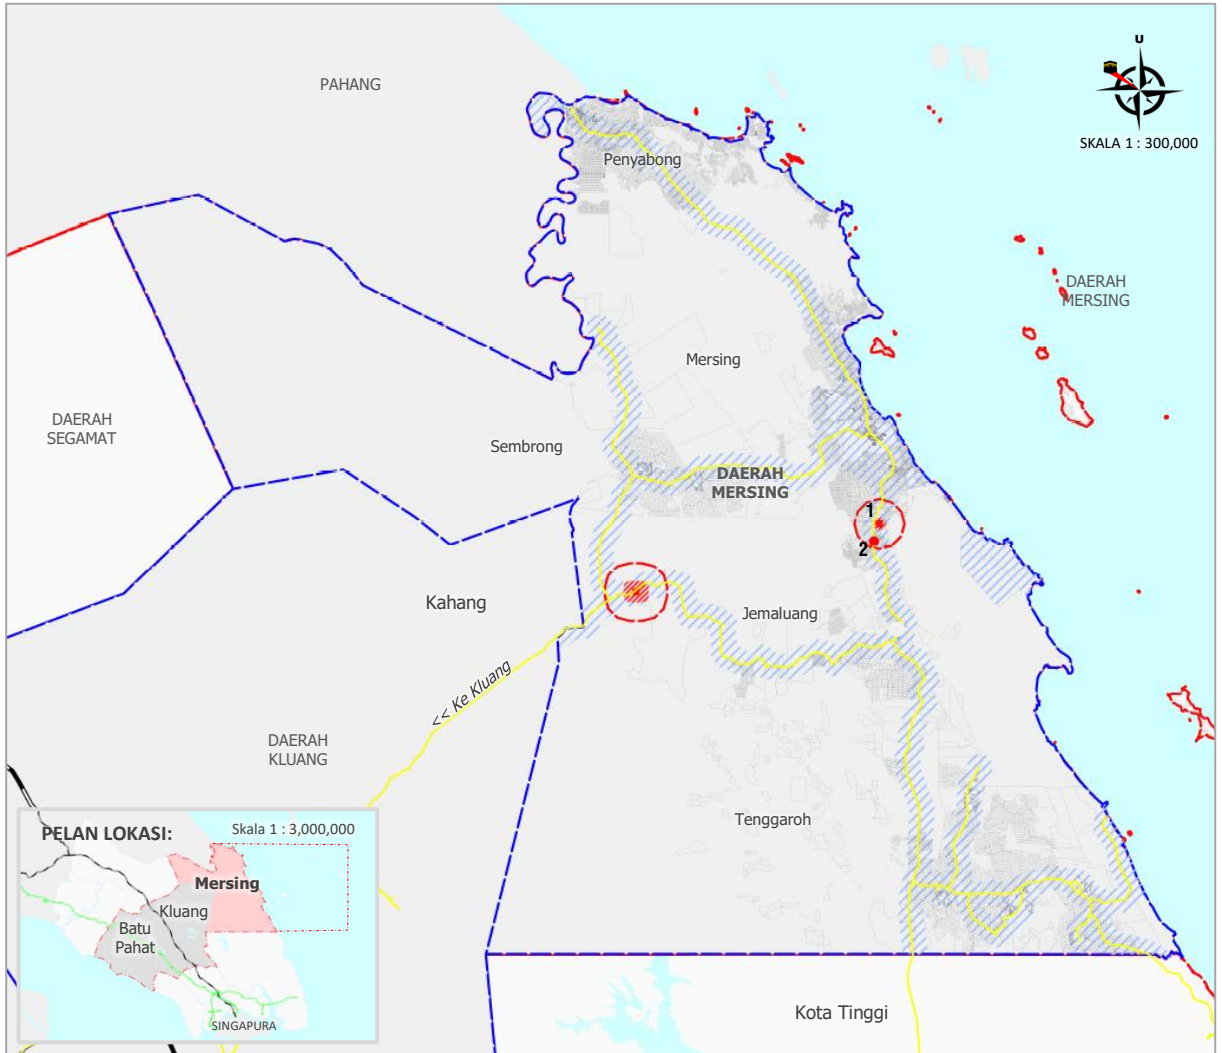 U
SKALA 1 : 300,000
PAHANG
Penyabong
DAERAH
MERSING
Mersing
DAERAH
SEGAMAT
Sembrong
DAERAH
MERSING
1
2
Kahang
Jemaluang
<< Ke Kluang
DAERAH
KLUANG
Tenggaroh
PELAN LOKASI:
Skala 1 : 3,000,000
Mersing
Kluang
Batu
Pahat
SINGAPURA
Kota Tinggi